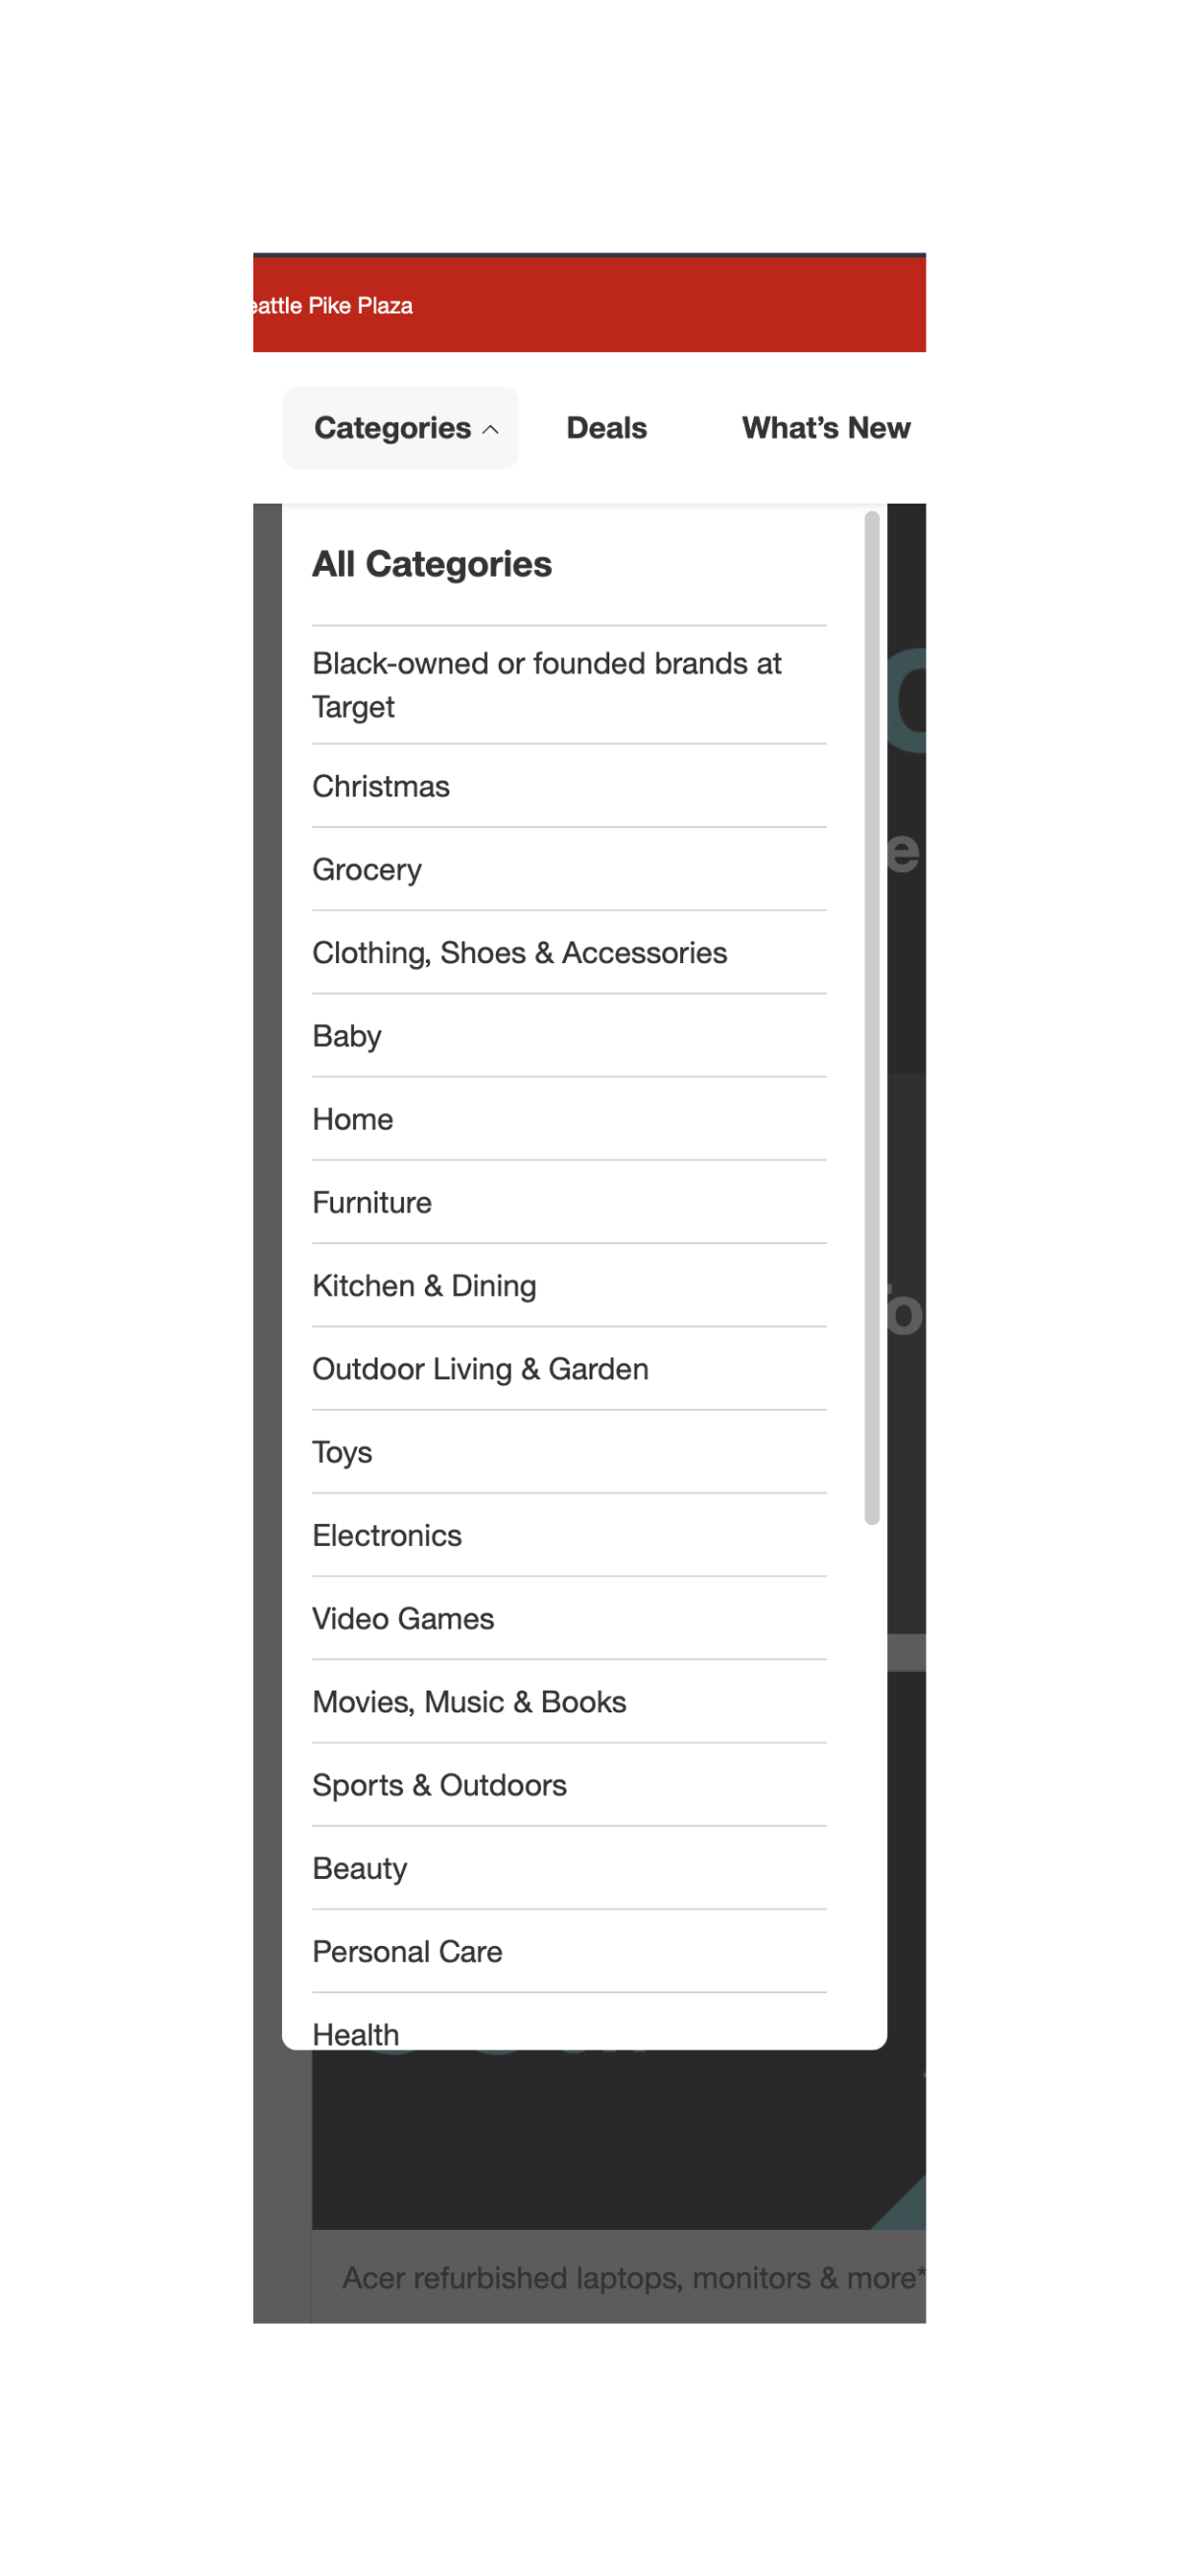 eattle Pike Plaza
Categories
Deals
What’s New
All Categories
Black-owned or founded brands at
Target
Christmas
Grocery
Clothing, Shoes & Accessories
Baby
Home
Furniture
Kitchen & Dining
Outdoor Living & Garden
Toys
Electronics
Video Games
Movies, Music & Books
Sports & Outdoors
Beauty
Personal Care
Health
Acer refurbished laptops, monitors & more*